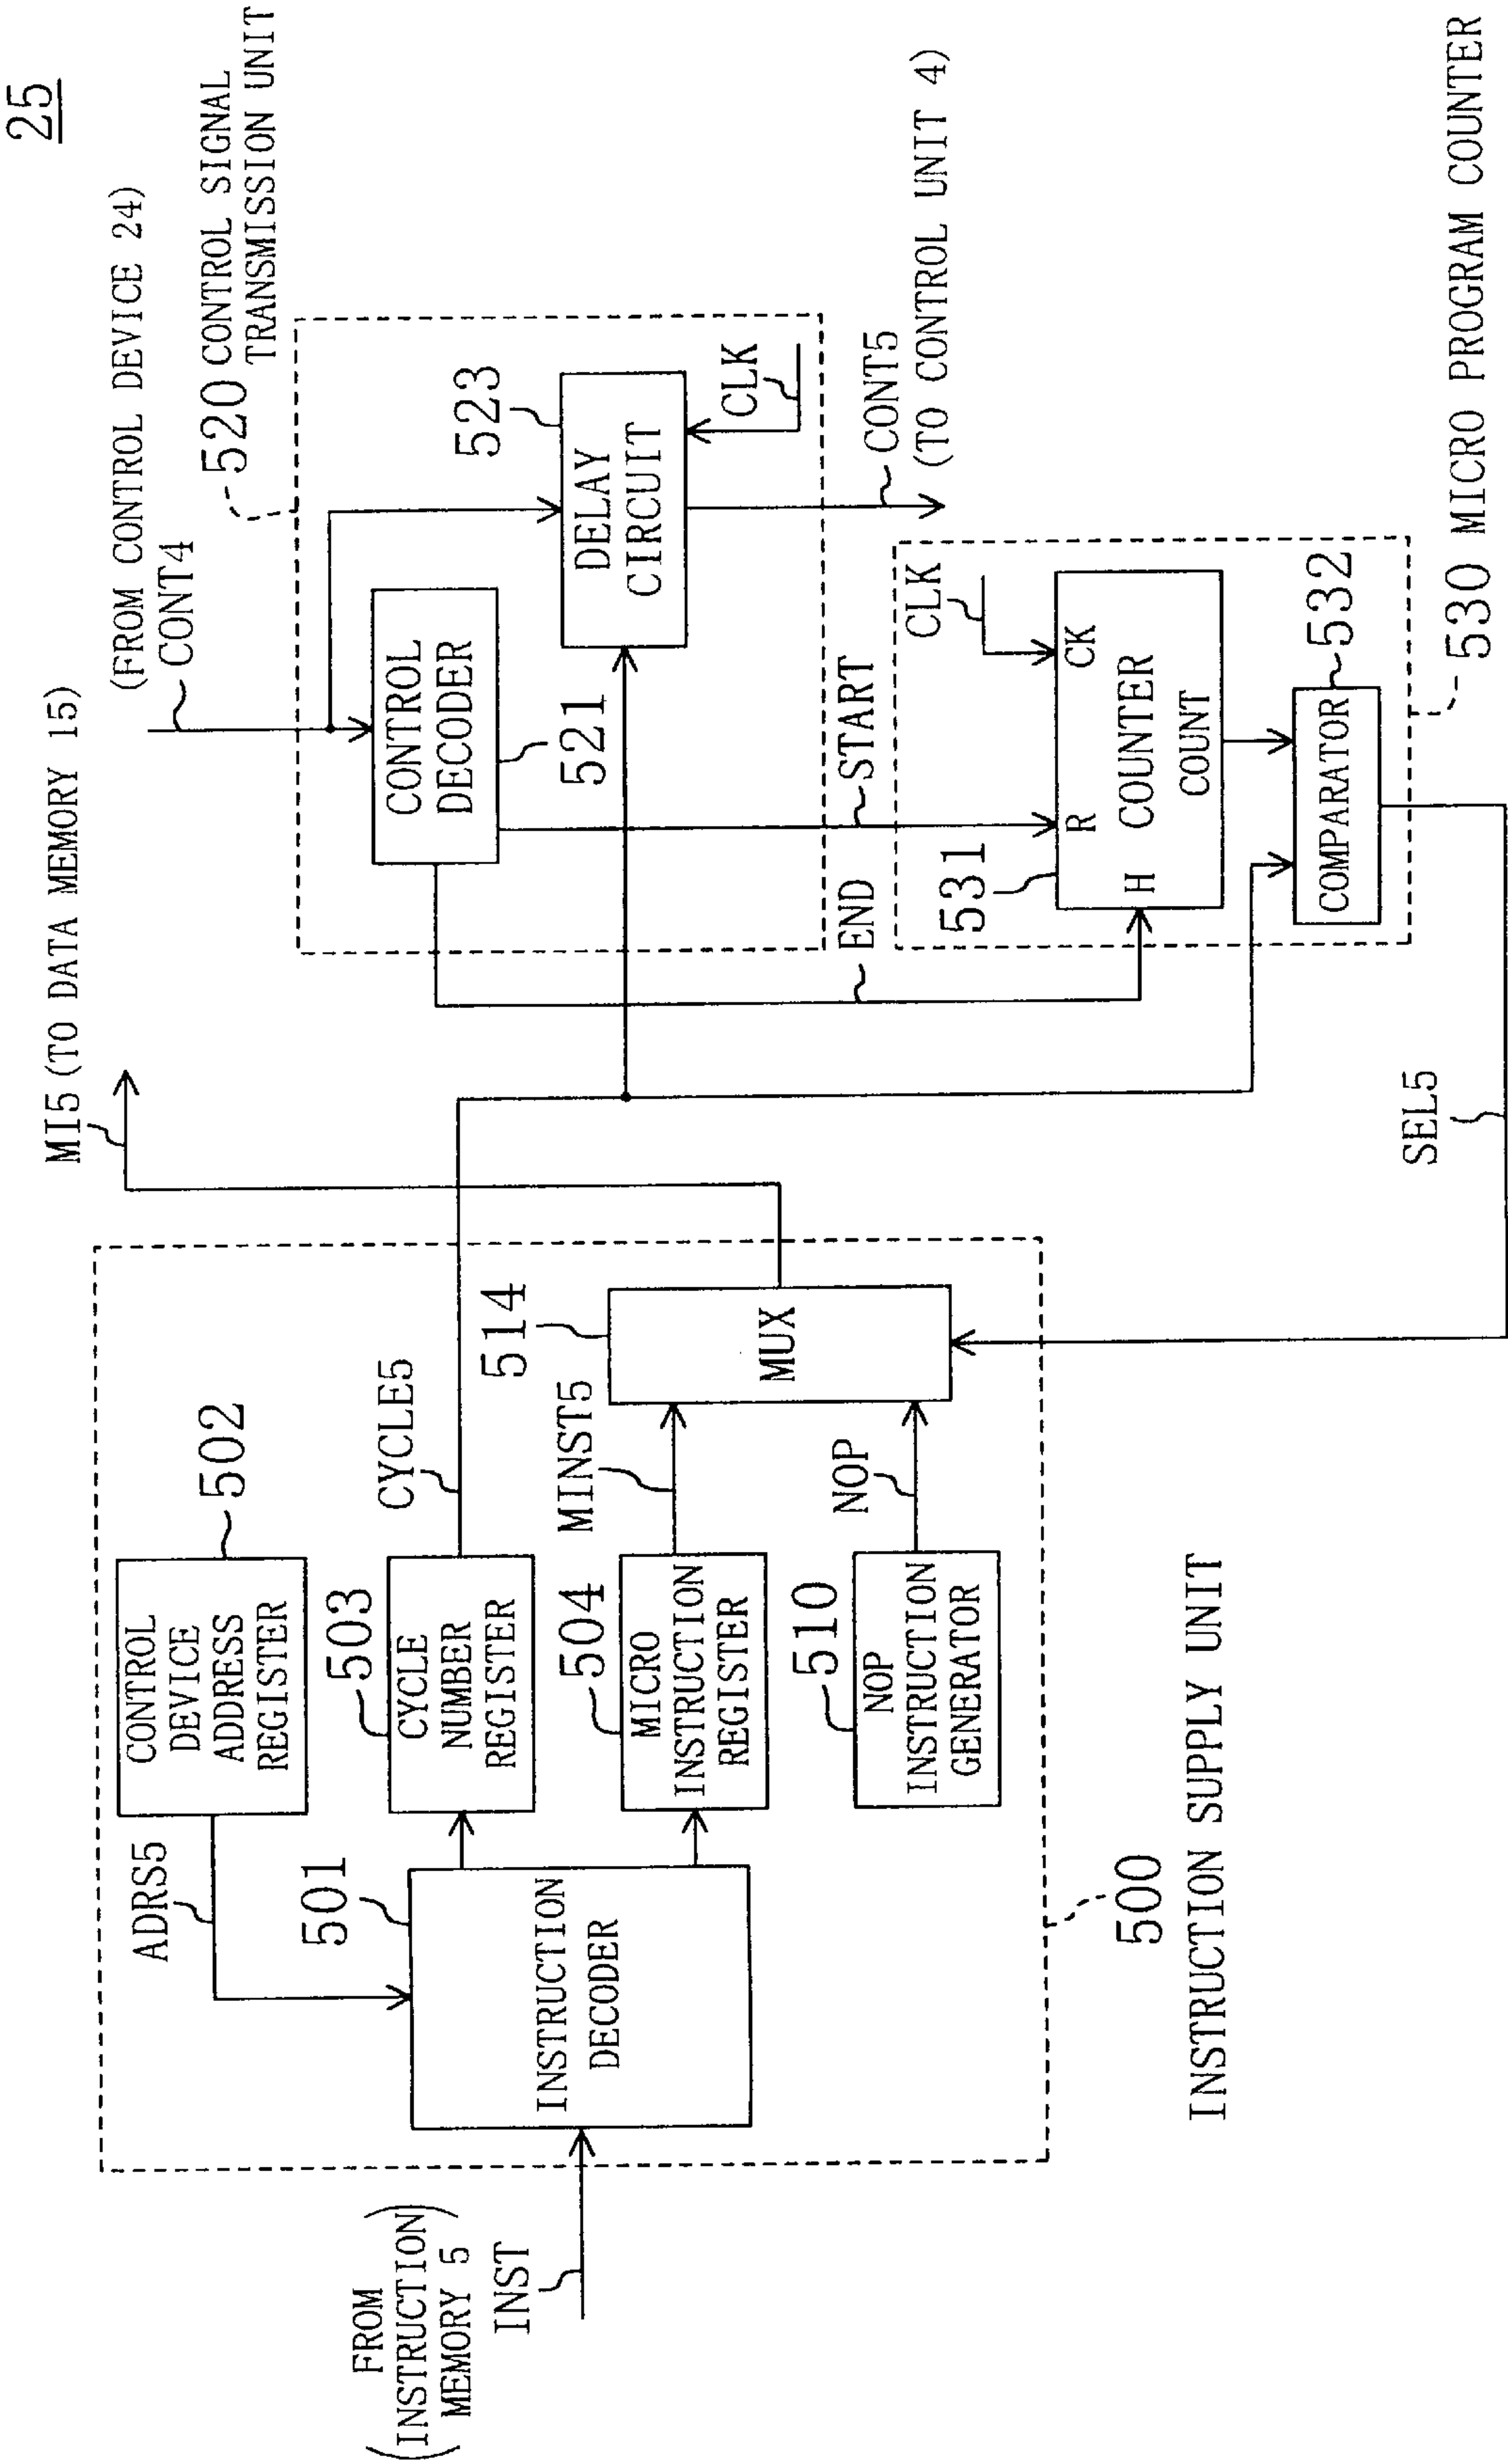 25
MI5 (TO DATA MEMORY 15)
(FROM CONTROL DEVICE 24)
CONT4
520 CONTROL SIGNAL
TRANSMISSION UNIT
CONTROL
DECODER
521
523
DELAY
CIRCUIT
CLK
CONT5
(TO CONTROL UNIT 4)
END
START
CLK
531
R
CK
H
COUNTER
COUNT
COMPARATOR
532
530 MICRO PROGRAM COUNTER
SEL5
CONTROL
DEVICE
ADDRESS
REGISTER
502
ADRS5
501
INSTRUCTION
DECODER
503
CYCLE
NUMBER
REGISTER
CYCLE5
504
MICRO
INSTRUCTION
REGISTER
MINST5
510
NOP
INSTRUCTION
GENERATOR
NOP
514
MUX
FROM
(INSTRUCTION)
MEMORY 5
INST
500
INSTRUCTION SUPPLY UNIT